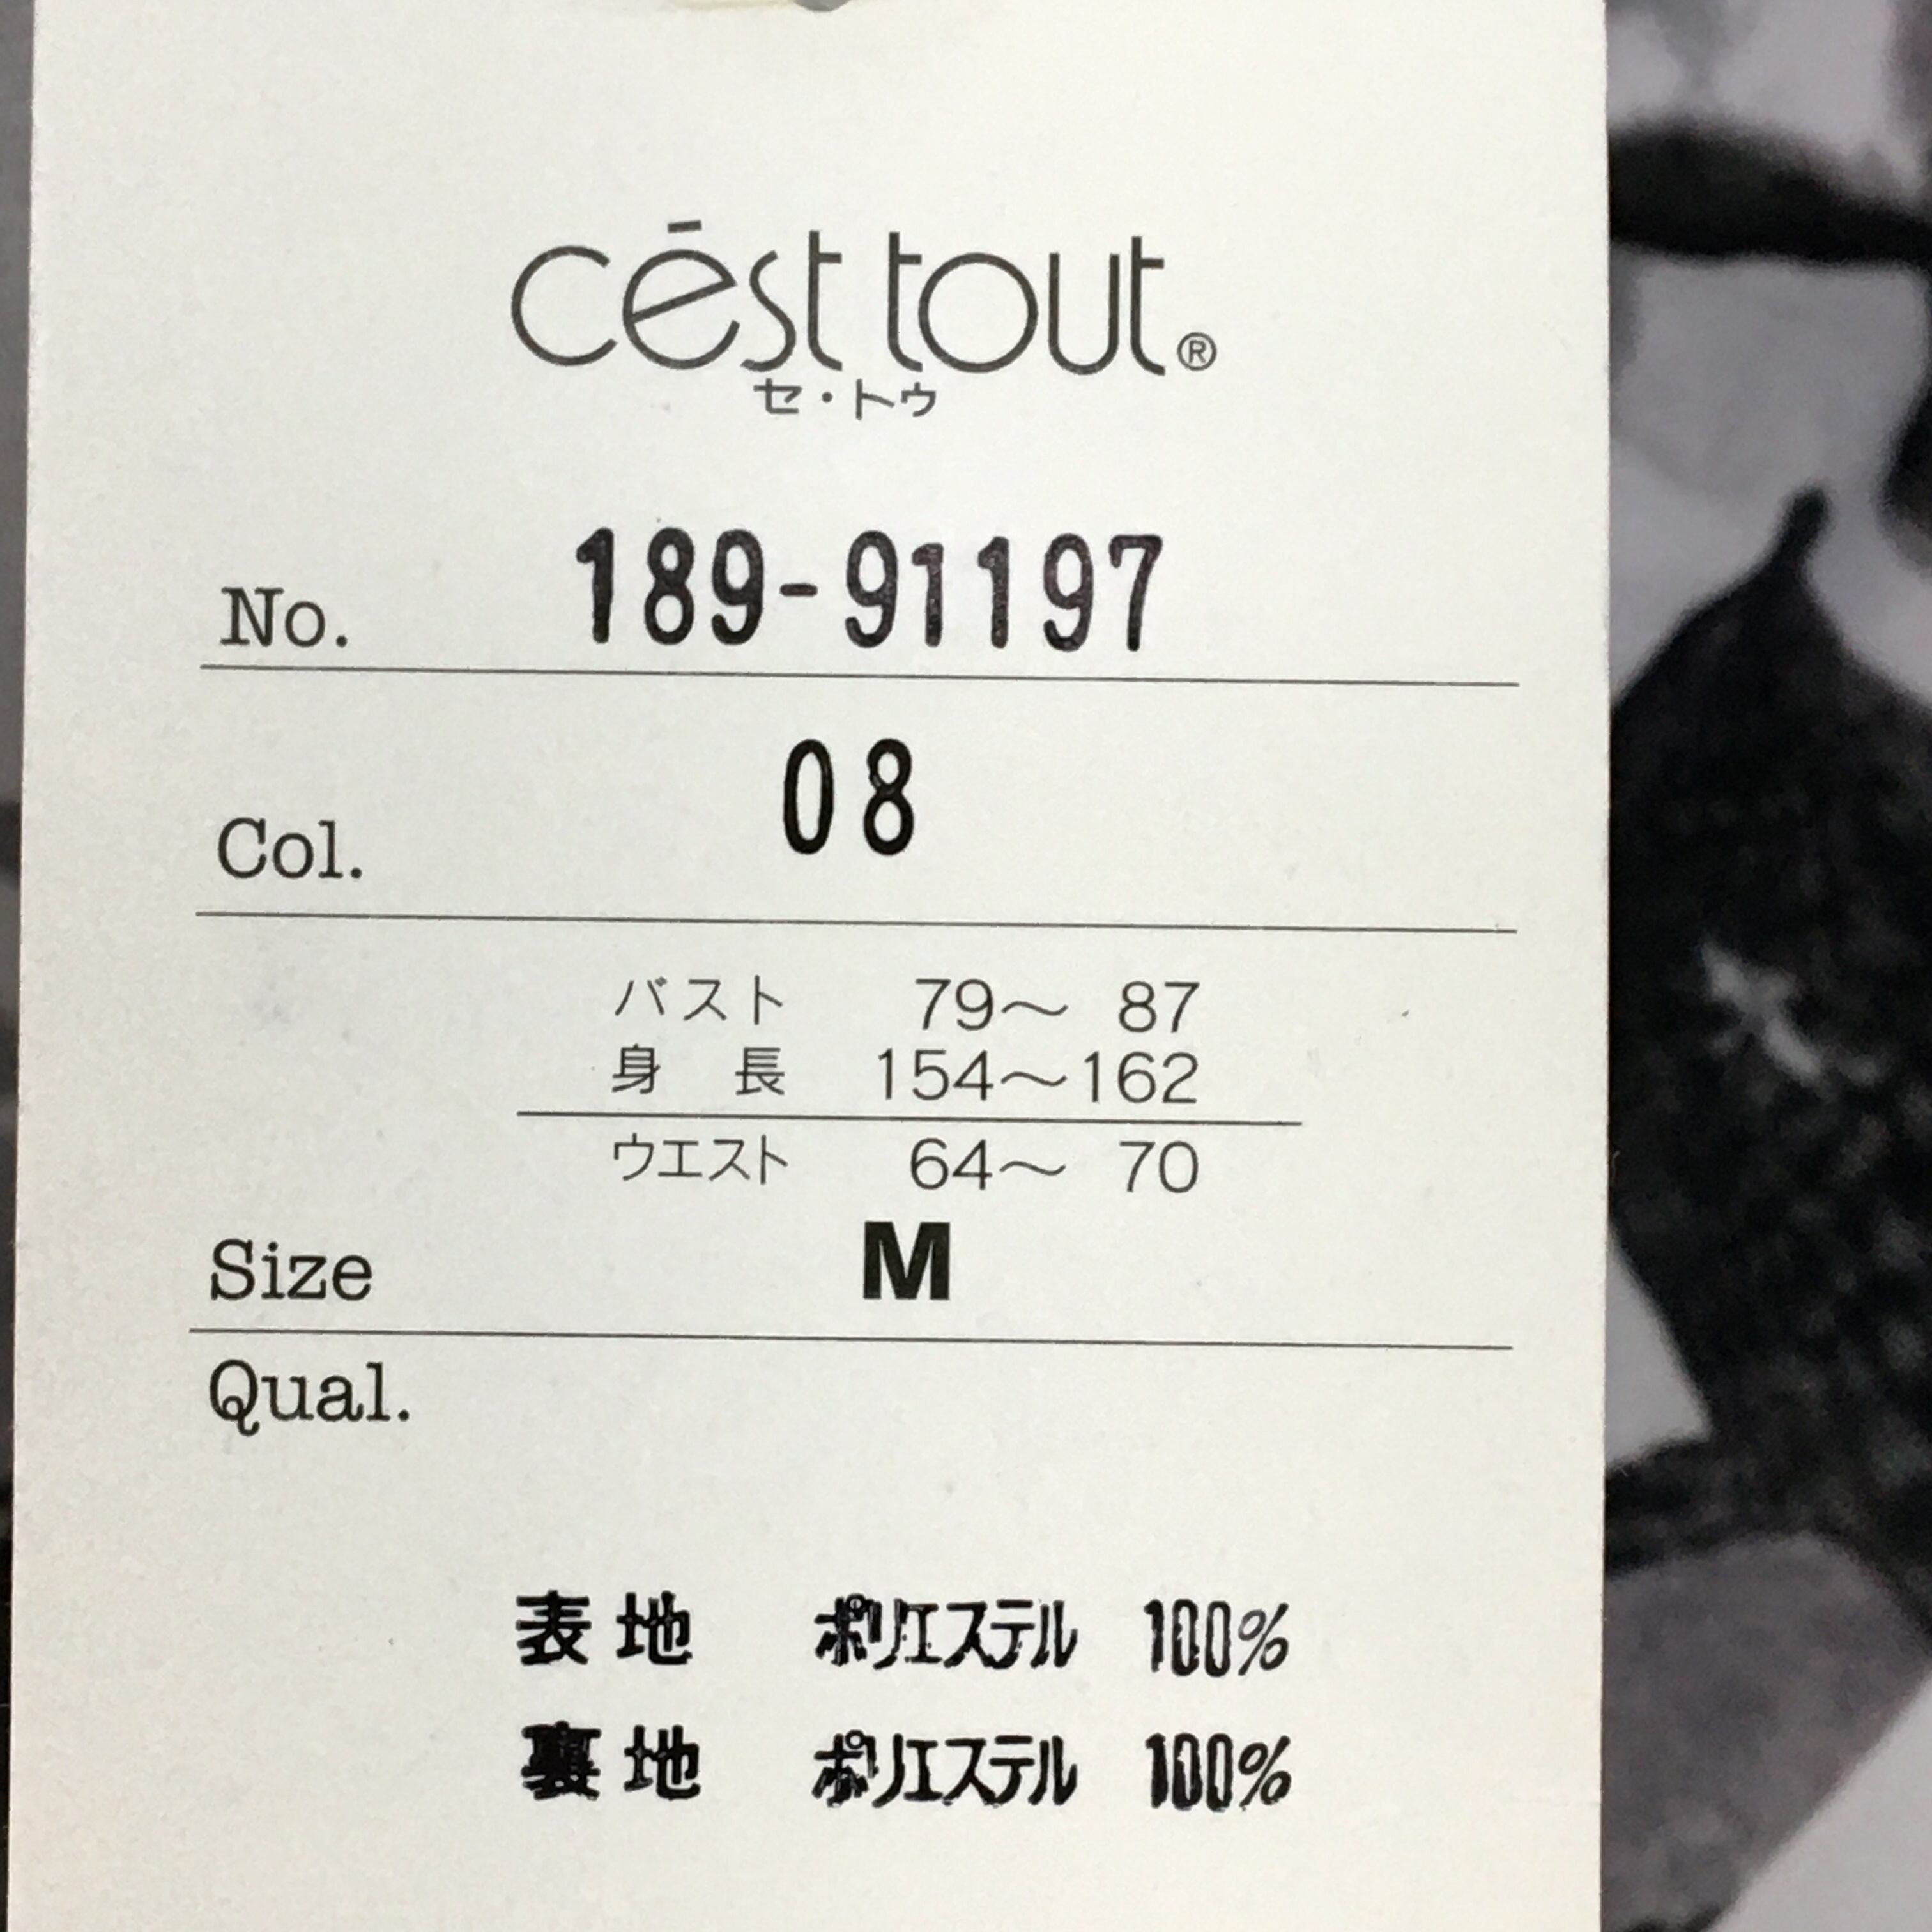 cēst tout®
セ・トゥ
No. 189-91197
Col. 08
バスト 79～ 87
身 長 154～162
ウエスト 64～ 70
Size M
Qual.
表地 ポリエステル 100%
裏地 ポリエステル 100%